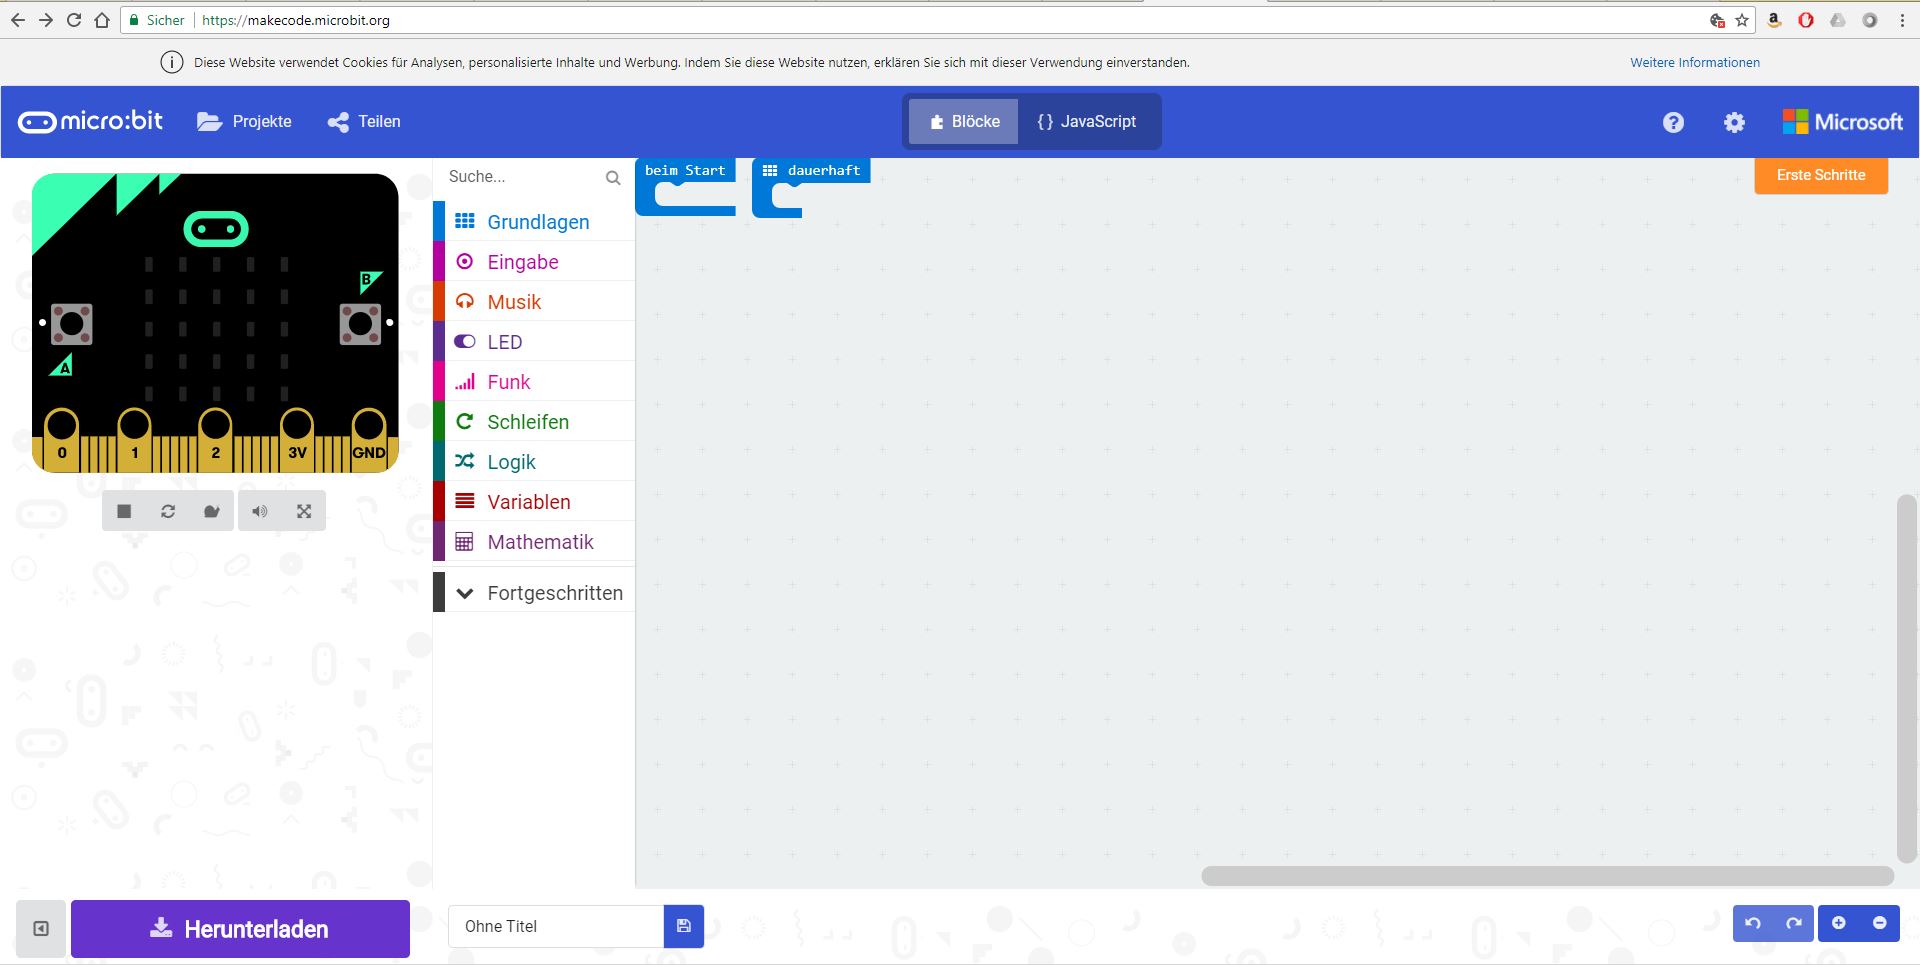 Sicher https://makecode.microbit.org
Diese Website verwendet Cookies für Analysen, personalisierte Inhalte und Werbung. Indem Sie diese Website nutzen, erklären Sie sich mit dieser Verwendung einverstanden. Weitere Informationen
micro:bit Projekte Teilen Blöcke {} JavaScript ? Microsoft
Suche... beim Start dauerhaft Erste Schritte
Grundlagen
Eingabe
Musik
LED
Funk
Schleifen
Logik
Variablen
Mathematik
Fortgeschritten
B
A
0 1 2 3V GND
Herunterladen Ohne Titel